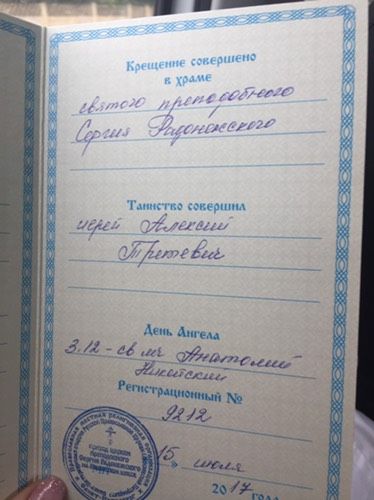 Крещение совершено
в храме
святого преподобного
Сергия Радонежского
Таинство совершил
иерей Алексий
Третевич
День Ангела
3.12 - св мч Анатолий
Никейский
Регистрационный №
9212
15 » июля
2017 года